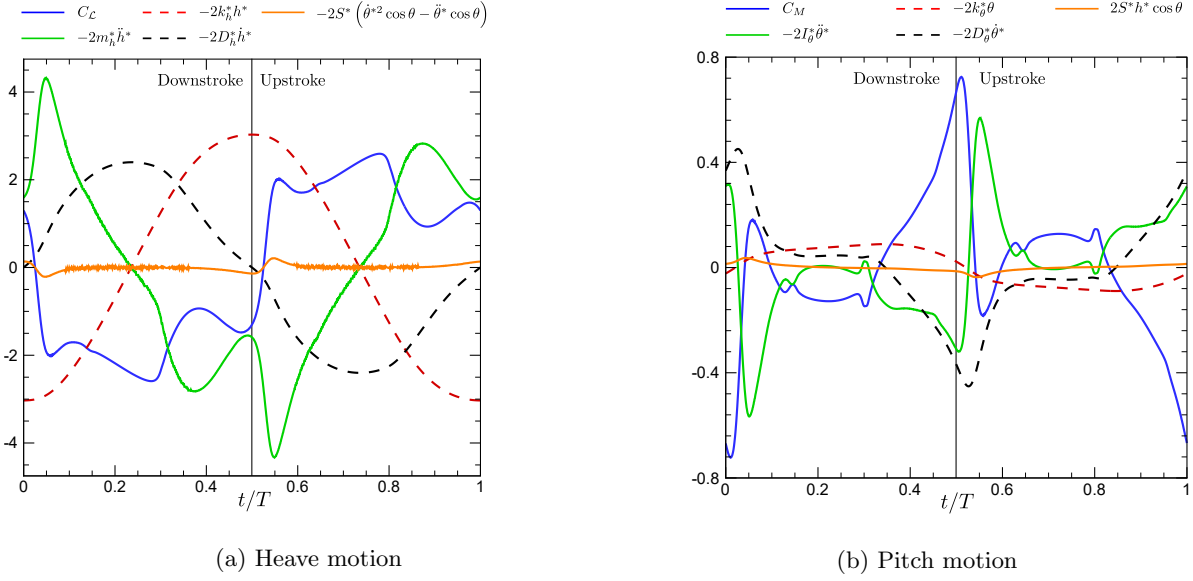 C_ℒ   −2k*_h h*   −2S* (θ̇*² cos θ − θ̈* cos θ)
−2m*_h ḧ*   −2D*_h ḣ*
Downstroke Upstroke
4
2
0
-2
-4
0 0.2 0.4 0.6 0.8 1
t/T
(a) Heave motion
C_M   −2k*_θ θ   2S*ḧ* cos θ
−2I*_θ θ̈*   −2D*_θ θ̇*
Downstroke Upstroke
0.8
0.4
0
-0.4
-0.8
0 0.2 0.4 0.6 0.8 1
t/T
(b) Pitch motion